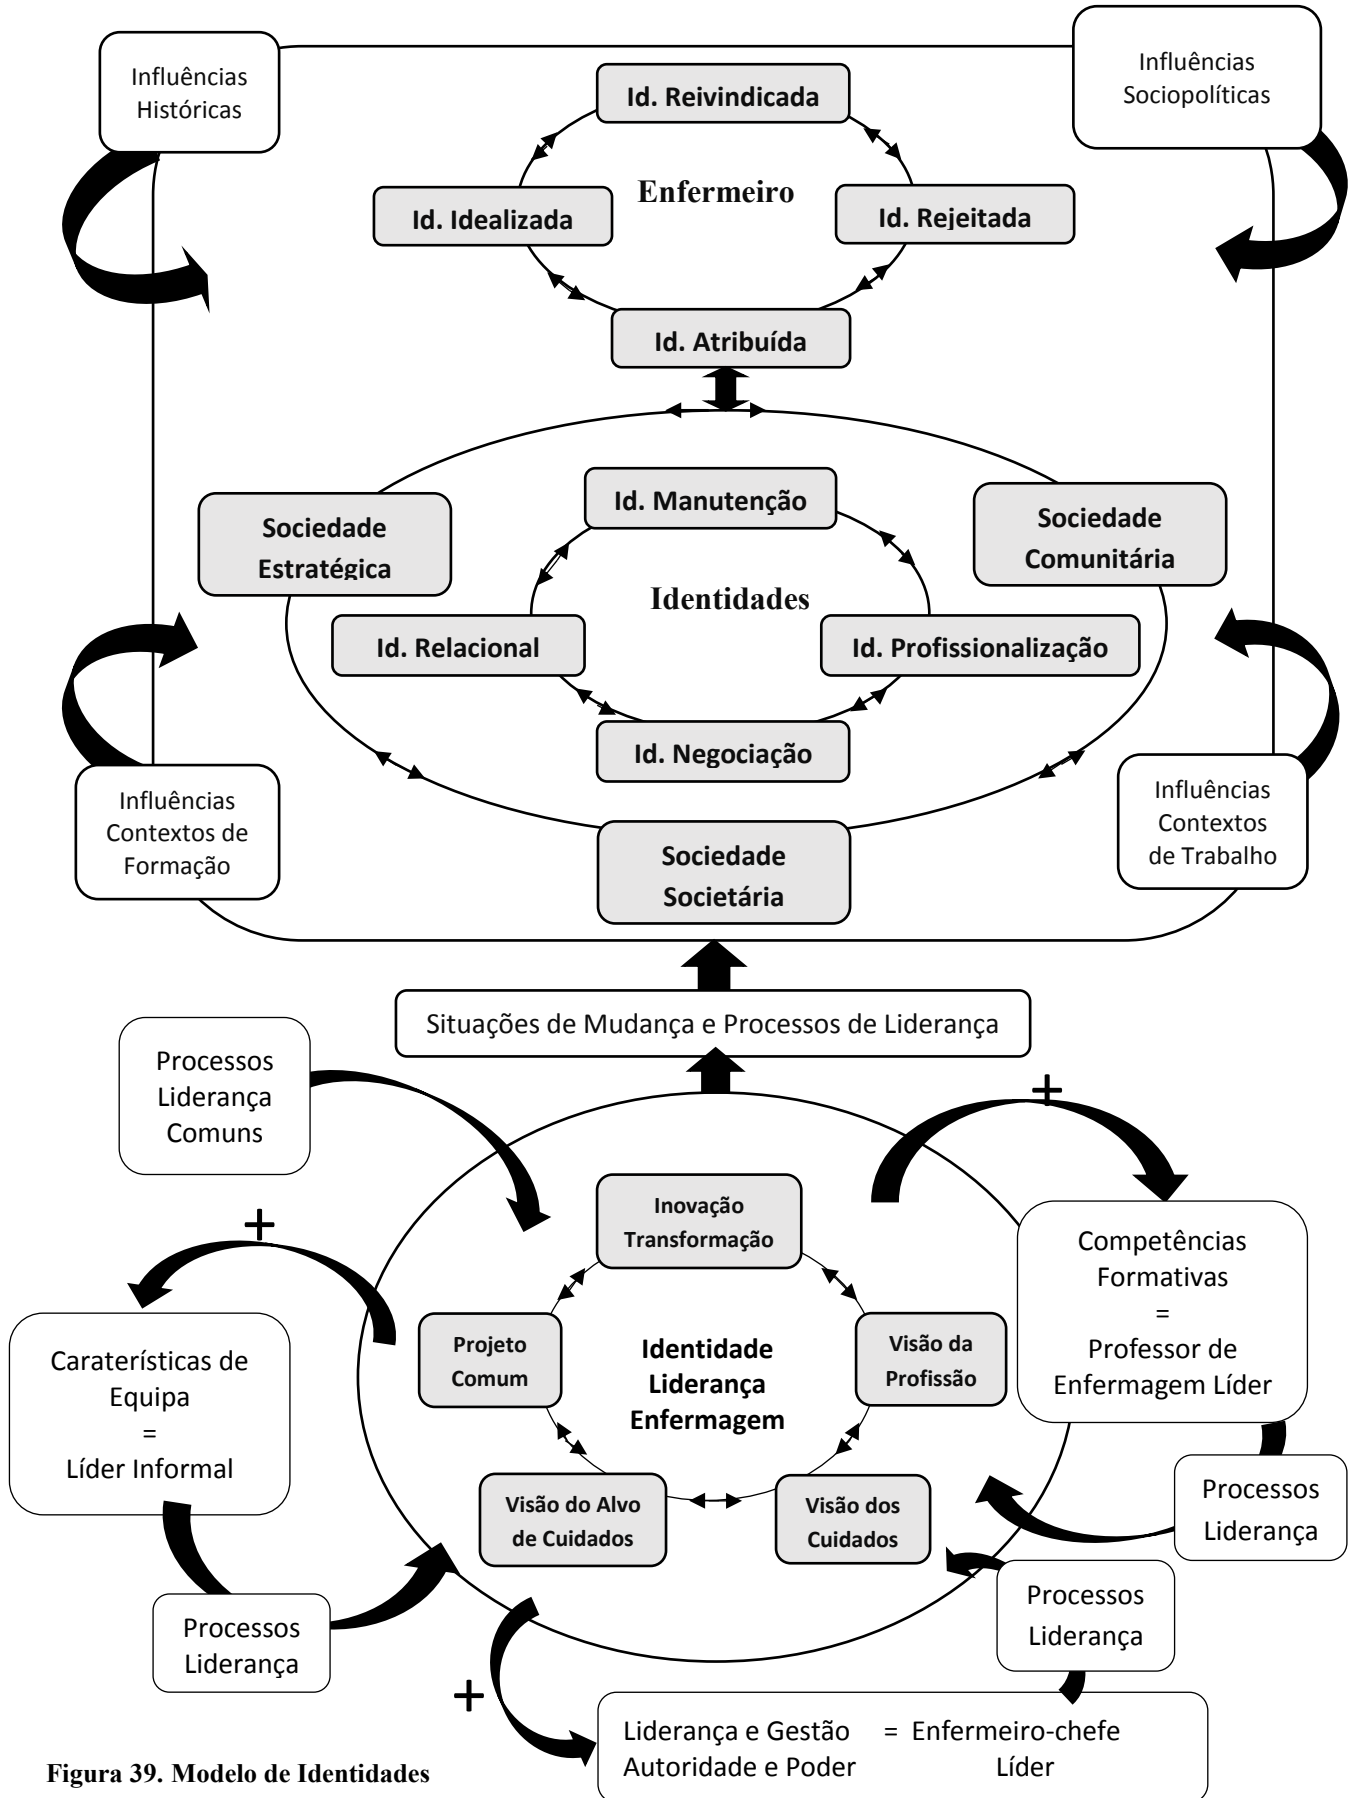 Influências
Históricas
Influências
Sociopolíticas
Id. Reivindicada
Enfermeiro
Id. Idealizada
Id. Rejeitada
Id. Atribuída
Id. Manutenção
Sociedade
Estratégica
Sociedade
Comunitária
Identidades
Id. Relacional
Id. Profissionalização
Id. Negociação
Influências
Contextos de
Formação
Influências
Contextos
de Trabalho
Sociedade
Societária
Situações de Mudança e Processos de Liderança
Processos
Liderança
Comuns
+
+
Inovação
Transformação
Competências
Formativas
=
Professor de
Enfermagem Líder
Caraterísticas de
Equipa
=
Líder Informal
Projeto
Comum
Identidade
Liderança
Enfermagem
Visão da
Profissão
Visão do Alvo
de Cuidados
Visão dos
Cuidados
Processos
Liderança
Processos
Liderança
Processos
Liderança
+
Liderança e Gestão = Enfermeiro-chefe
Autoridade e Poder Líder
Figura 39. Modelo de Identidades